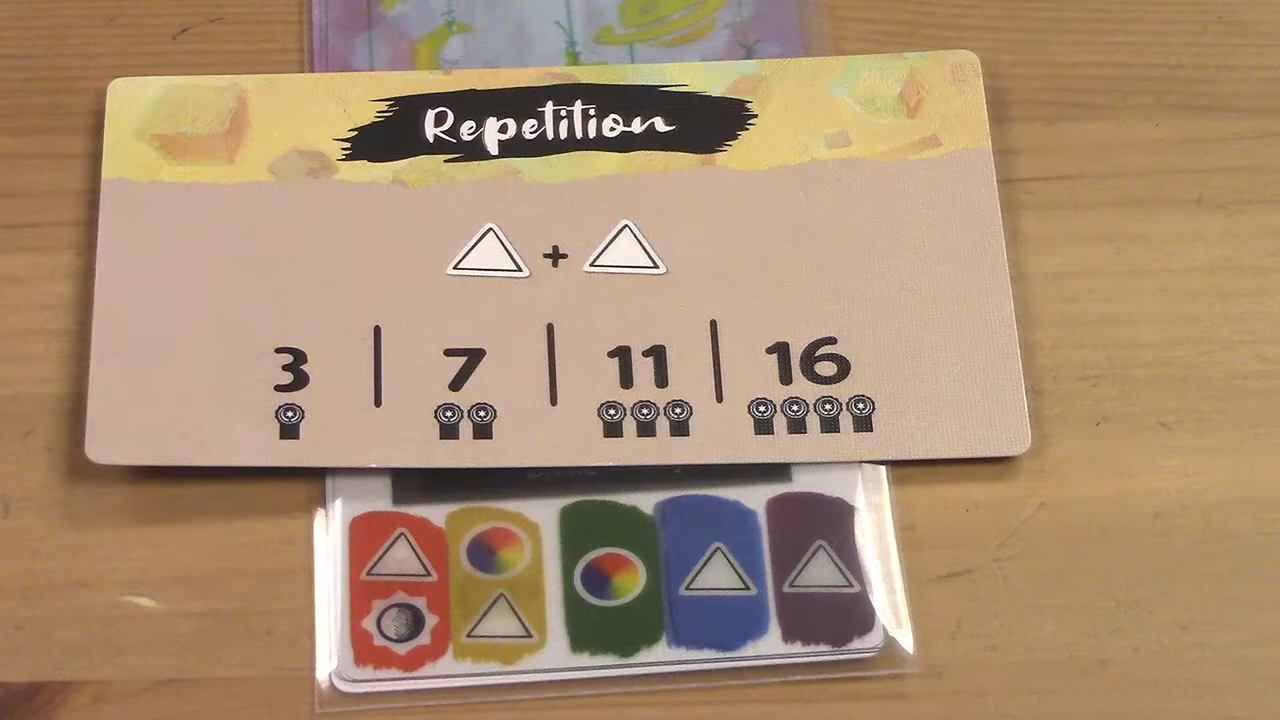 Repetition
+
3 | 7 | 11 | 16